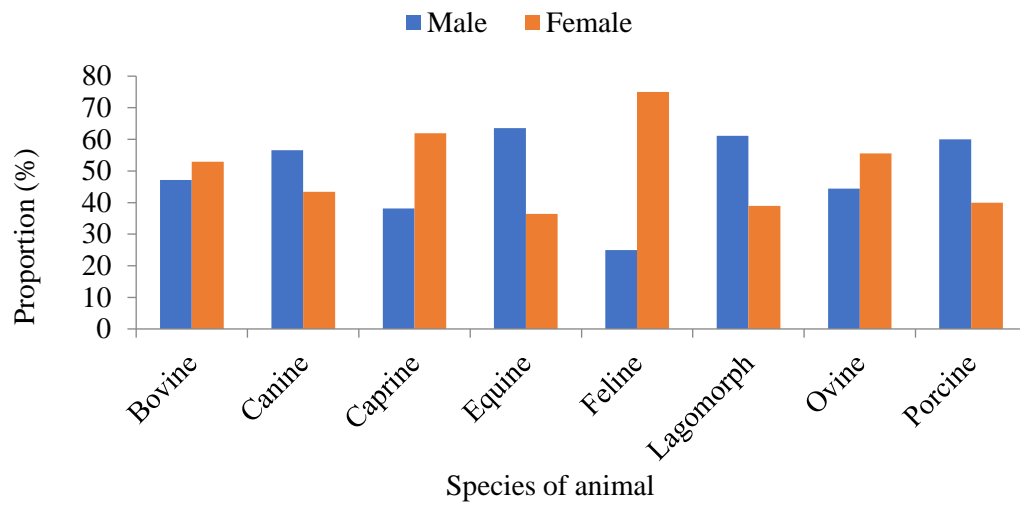 Male Female
Proportion (%)
80
70
60
50
40
30
20
10
0
Bovine
Canine
Caprine
Equine
Feline
Lagomorph
Ovine
Porcine
Species of animal